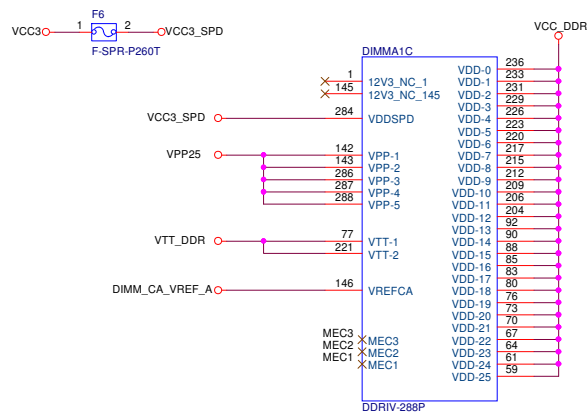 F6
VCC3 1 2 VCC3_SPD
F-SPR-P260T
VCC_DDR
DIMMA1C
1 12V3_NC_1
145 12V3_NC_145
VCC3_SPD 284 VDDSPD
VPP25 142 VPP-1
143 VPP-2
286 VPP-3
287 VPP-4
288 VPP-5
VTT_DDR 77 VTT-1
221 VTT-2
DIMM_CA_VREF_A 146 VREFCA
MEC3 MEC3
MEC2 MEC2
MEC1 MEC1
VDD-0 236
VDD-1 233
VDD-2 231
VDD-3 229
VDD-4 226
VDD-5 223
VDD-6 220
VDD-7 217
VDD-8 215
VDD-9 212
VDD-10 209
VDD-11 206
VDD-12 204
VDD-13 92
VDD-14 90
VDD-15 88
VDD-16 85
VDD-17 83
VDD-18 80
VDD-19 76
VDD-20 73
VDD-21 70
VDD-22 67
VDD-23 64
VDD-24 61
VDD-25 59
DDRIV-288P